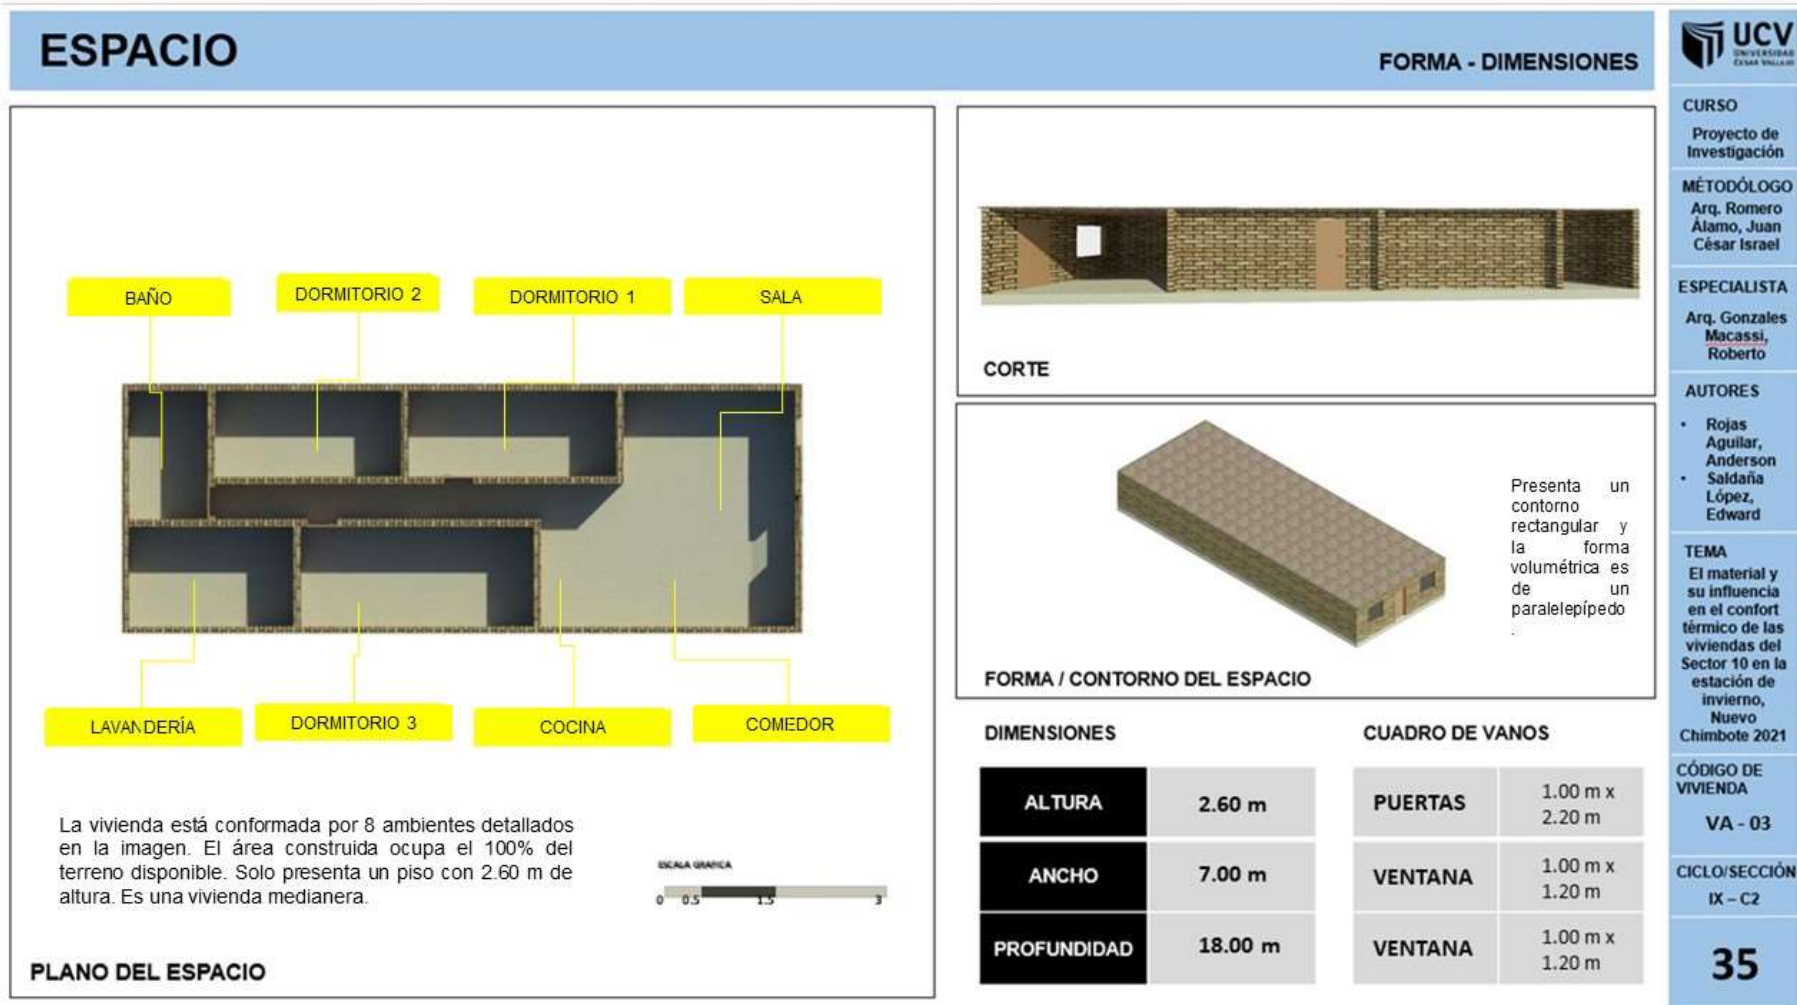 ESPACIO
FORMA - DIMENSIONES
BAÑO
DORMITORIO 2
DORMITORIO 1
SALA
LAVANDERÍA
DORMITORIO 3
COCINA
COMEDOR
La vivienda está conformada por 8 ambientes detallados
en la imagen. El área construida ocupa el 100% del
terreno disponible. Solo presenta un piso con 2.60 m de
altura. Es una vivienda medianera.
ESCALA GRAFICA
0 0.5 1.5 3
PLANO DEL ESPACIO
CORTE
Presenta un
contorno
rectangular y
la forma
volumétrica es
de un
paralelepípedo
.
FORMA / CONTORNO DEL ESPACIO
DIMENSIONES
ALTURA 2.60 m
ANCHO 7.00 m
PROFUNDIDAD 18.00 m
CUADRO DE VANOS
PUERTAS 1.00 m x
2.20 m
VENTANA 1.00 m x
1.20 m
VENTANA 1.00 m x
1.20 m
UCV
UNIVERSIDAD
CÉSAR VALLEJO
CURSO
Proyecto de
Investigación
MÉTODÓLOGO
Arq. Romero
Álamo, Juan
César Israel
ESPECIALISTA
Arq. Gonzales
Macassi,
Roberto
AUTORES
• Rojas
Aguilar,
Anderson
• Saldaña
López,
Edward
TEMA
El material y
su influencia
en el confort
térmico de las
viviendas del
Sector 10 en la
estación de
invierno,
Nuevo
Chimbote 2021
CÓDIGO DE
VIVIENDA
VA - 03
CICLO/SECCIÓN
IX – C2
35